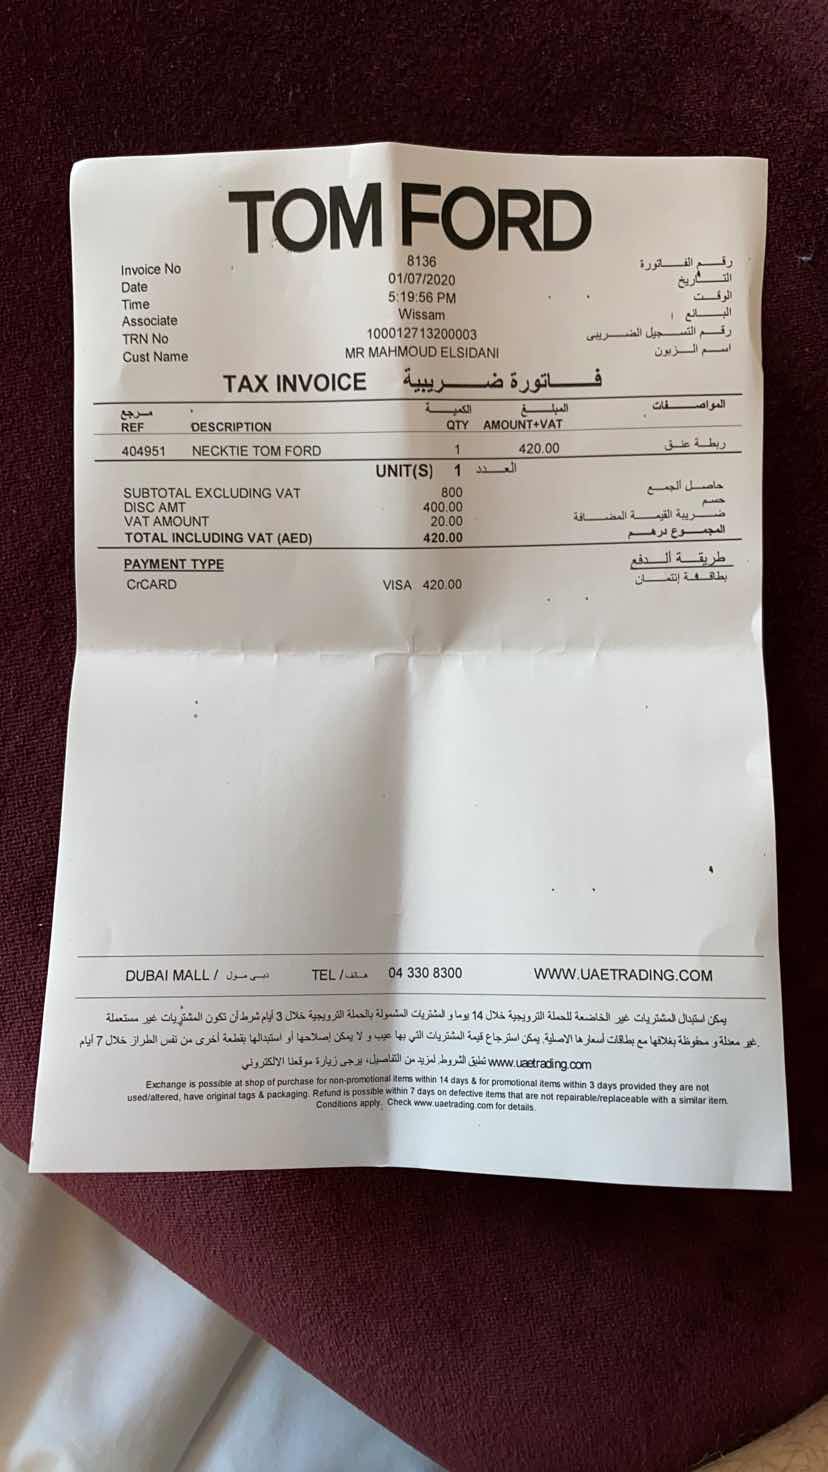 TOM FORD
Invoice No 8136 رقم الفاتورة
Date 01/07/2020 التاريخ
Time 5:19:56 PM الوقت
Associate Wissam البائع
TRN No 100012713200003 رقم التسجيل الضريبى
Cust Name MR MAHMOUD ELSIDANI اسم الزبون
TAX INVOICE فاتورة ضريبية
مرجع الكمية المبلغ المواصفات
REF DESCRIPTION QTY AMOUNT+VAT
404951 NECKTIE TOM FORD 1 420.00 ربطة عنق
UNIT(S) 1 العدد
SUBTOTAL EXCLUDING VAT 800 حاصل الجمع
DISC AMT 400.00 حسم
VAT AMOUNT 20.00 ضريبة القيمة المضافة
TOTAL INCLUDING VAT (AED) 420.00 المجموع درهم
PAYMENT TYPE طريقة الدفع
CrCARD VISA 420.00 بطاقة إئتمان
DUBAI MALL / دبي مول TEL / هاتف 04 330 8300 WWW.UAETRADING.COM
يمكن استبدال المشتريات غير الخاضعة للحملة الترويجية خلال 14 يوما و المشتريات المشمولة بالحملة الترويجية خلال 3 أيام شرط أن تكون المشتريات غير مستعملة
غير معدلة و محفوظة بغلافها مع بطاقات أسعارها الاصلية. يمكن استرجاع قيمة المشتريات التي بها عيب و لا يمكن إصلاحها أو استبدالها بقطعة أخرى من نفس الطراز خلال 7 أيام.
تطبق الشروط. لمزيد من التفاصيل، يرجى زيارة موقعنا الالكتروني www.uaetrading.com
Exchange is possible at shop of purchase for non-promotional items within 14 days & for promotional items within 3 days provided they are not
used/altered, have original tags & packaging. Refund is possible within 7 days on defective items that are not repairable/replaceable with a similar item.
Conditions apply. Check www.uaetrading.com for details.